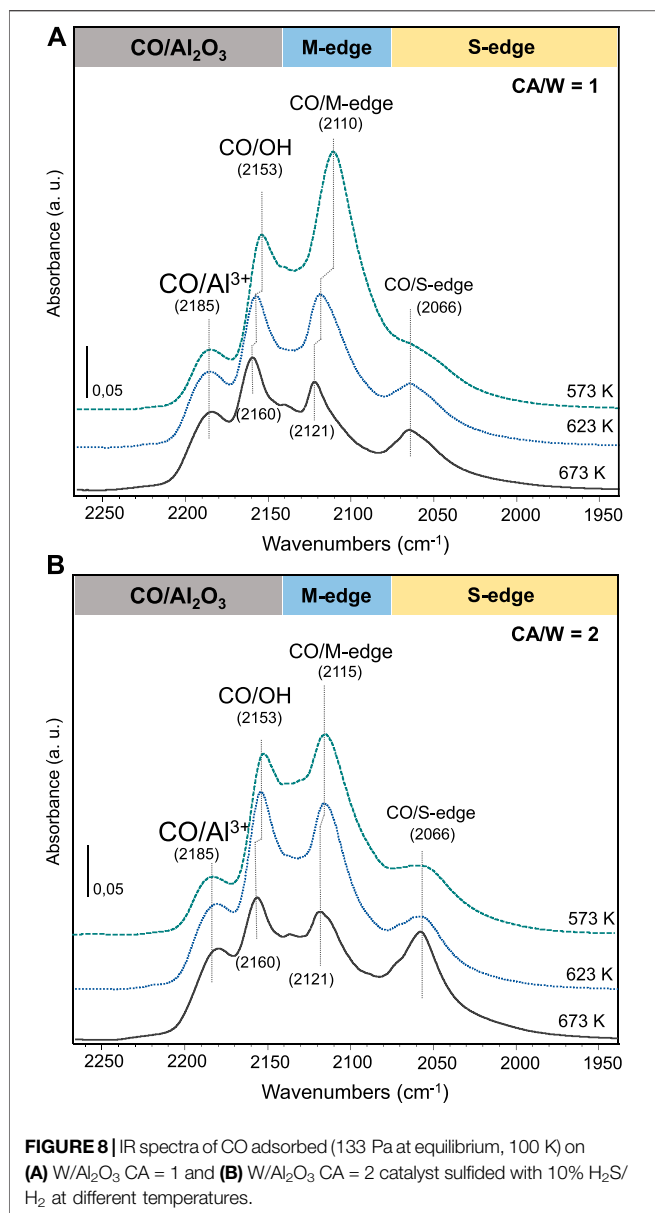 A
CO/Al₂O₃ M-edge S-edge
CA/W = 1
CO/M-edge
(2110)
CO/OH
(2153)
CO/Al³⁺
(2185)
CO/S-edge
(2066)
0,05
573 K
623 K
(2160)
(2121)
673 K
Absorbance (a. u.)
2250 2200 2150 2100 2050 2000 1950
Wavenumbers (cm⁻¹)
B
CO/Al₂O₃ M-edge S-edge
CA/W = 2
CO/M-edge
(2115)
CO/OH
(2153)
CO/S-edge
(2066)
CO/Al³⁺
(2185)
0,05
573 K
623 K
(2160)
(2121)
673 K
Absorbance (a. u.)
2250 2200 2150 2100 2050 2000 1950
Wavenumbers (cm⁻¹)
FIGURE 8 | IR spectra of CO adsorbed (133 Pa at equilibrium, 100 K) on
(A) W/Al₂O₃ CA = 1 and (B) W/Al₂O₃ CA = 2 catalyst sulfided with 10% H₂S/
H₂ at different temperatures.